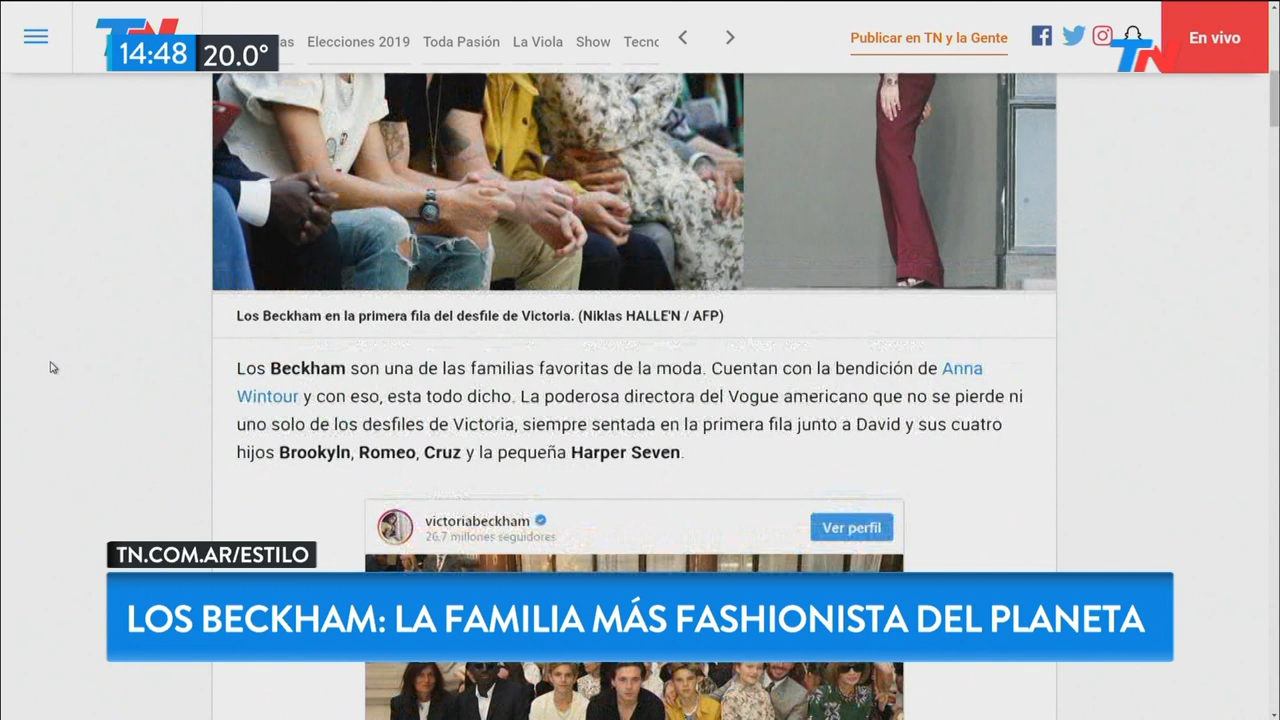 TN
14:48 20.0°
as Elecciones 2019 Toda Pasión La Viola Show Tecno
Publicar en TN y la Gente
TN
En vivo
Los Beckham en la primera fila del desfile de Victoria. (Niklas HALLE'N / AFP)
Los Beckham son una de las familias favoritas de la moda. Cuentan con la bendición de Anna
Wintour y con eso, esta todo dicho. La poderosa directora del Vogue americano que no se pierde ni
uno solo de los desfiles de Victoria, siempre sentada en la primera fila junto a David y sus cuatro
hijos Brookyln, Romeo, Cruz y la pequeña Harper Seven.
victoriabeckham
26.7 millones seguidores
Ver perfil
TN.COM.AR/ESTILO
LOS BECKHAM: LA FAMILIA MÁS FASHIONISTA DEL PLANETA